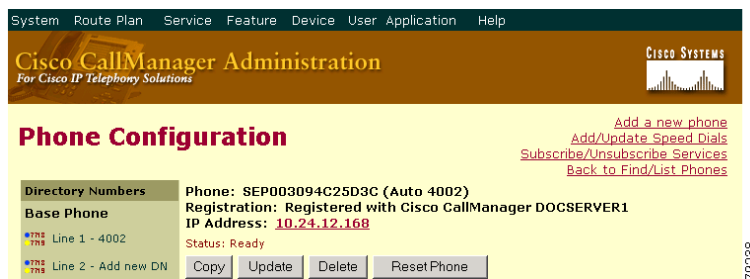 System Route Plan Service Feature Device User Application Help
Cisco CallManager Administration
For Cisco IP Telephony Solutions
CISCO SYSTEMS
Phone Configuration
Add a new phone
Add/Update Speed Dials
Subscribe/Unsubscribe Services
Back to Find/List Phones
Directory Numbers
Base Phone
Line 1 - 4002
Line 2 - Add new DN
Phone: SEP003094C25D3C (Auto 4002)
Registration: Registered with Cisco CallManager DOCSERVER1
IP Address: 10.24.12.168
Status: Ready
Copy Update Delete Reset Phone